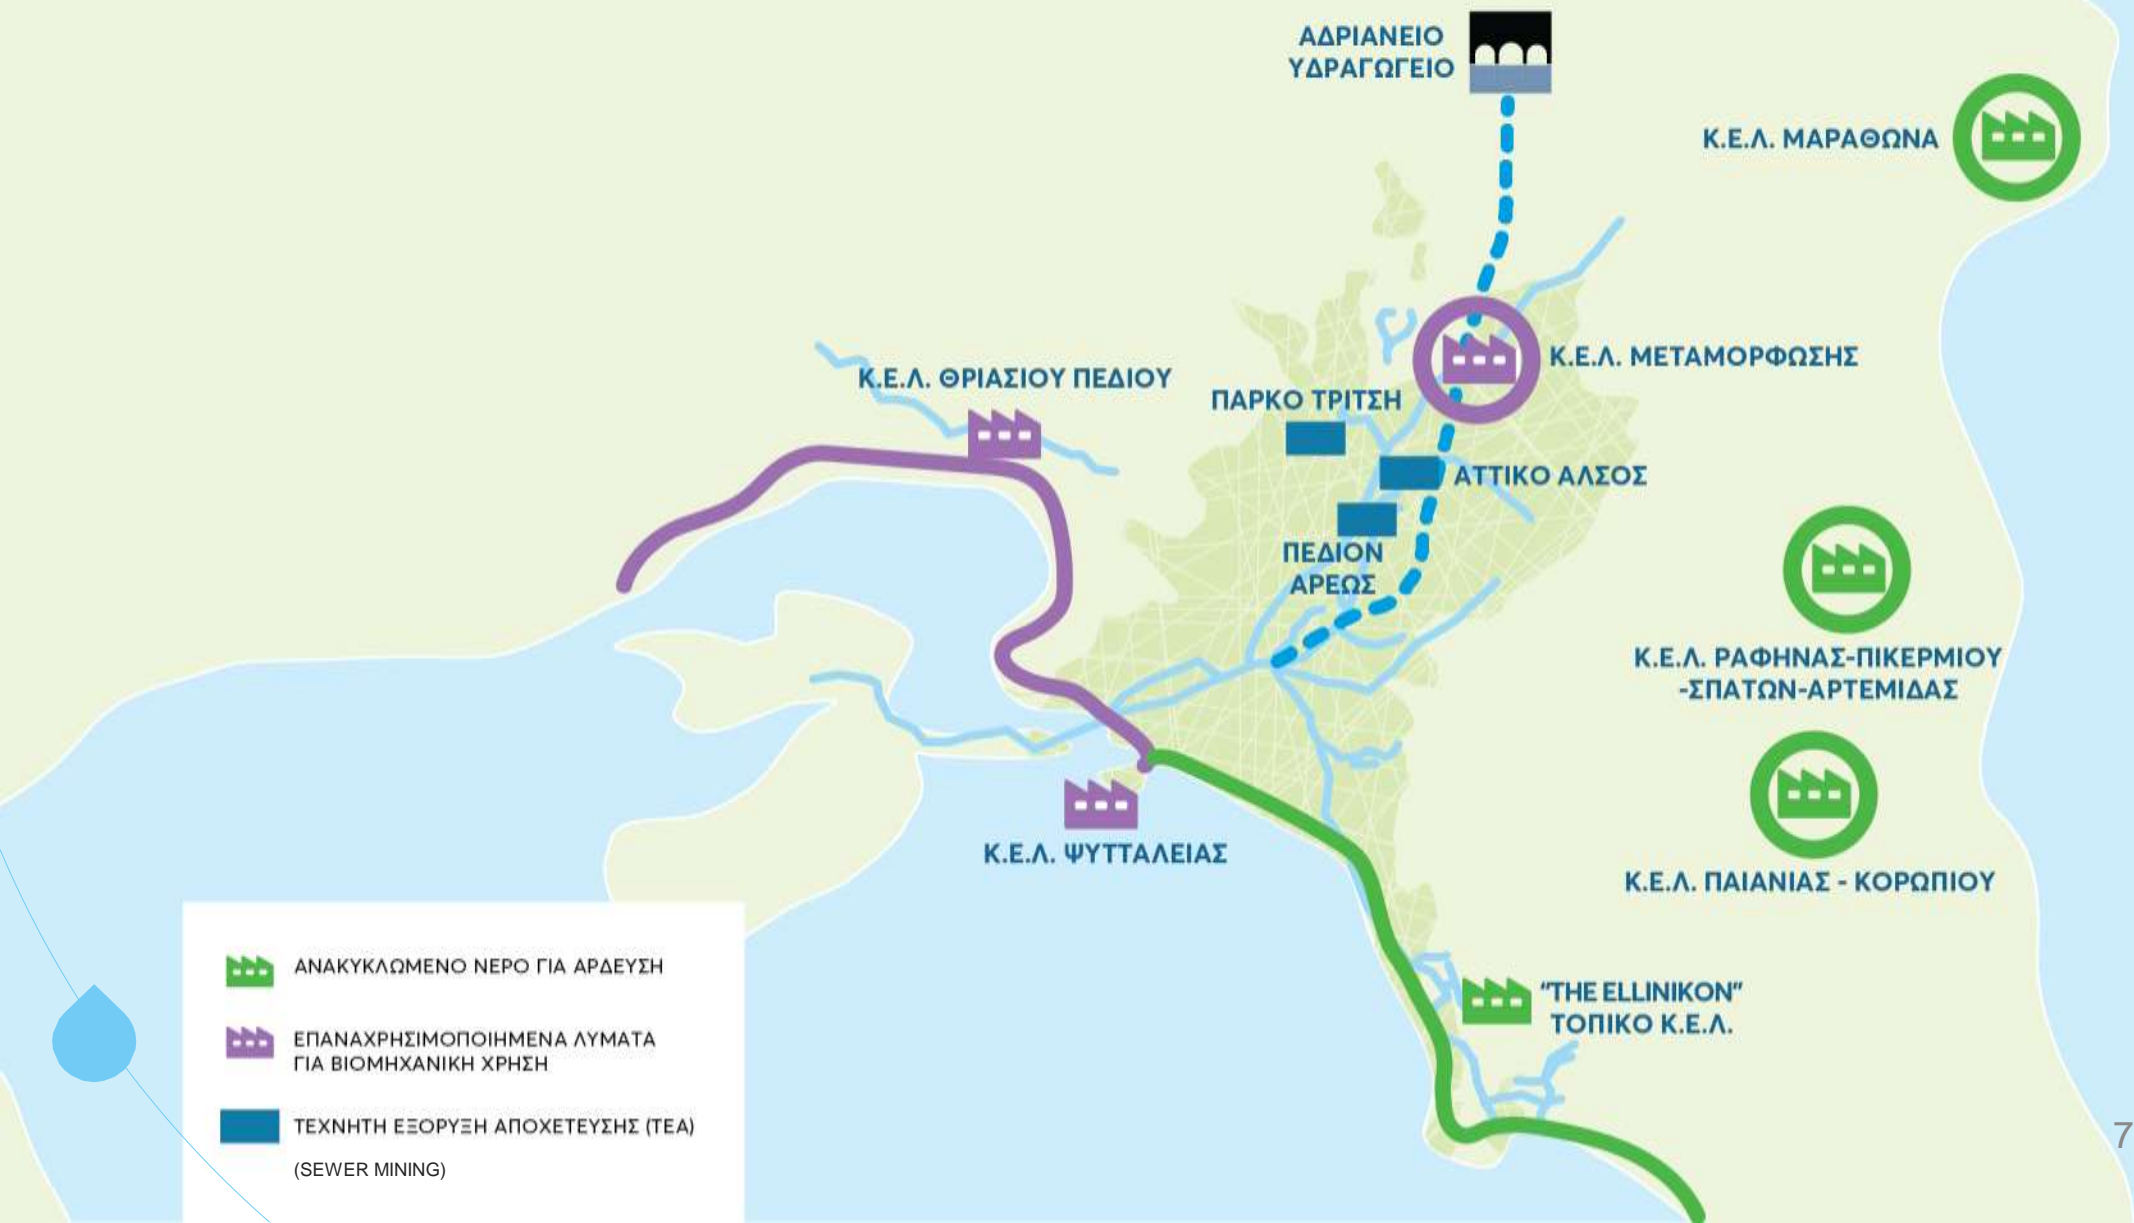 ΑΔΡΙΑΝΕΙΟ
ΥΔΡΑΓΩΓΕΙΟ
Κ.Ε.Λ. ΜΑΡΑΘΩΝΑ
Κ.Ε.Λ. ΜΕΤΑΜΟΡΦΩΣΗΣ
Κ.Ε.Λ. ΘΡΙΑΣΙΟΥ ΠΕΔΙΟΥ
ΠΑΡΚΟ ΤΡΙΤΣΗ
ΑΤΤΙΚΟ ΑΛΣΟΣ
ΠΕΔΙΟΝ
ΑΡΕΩΣ
Κ.Ε.Λ. ΡΑΦΗΝΑΣ-ΠΙΚΕΡΜΙΟΥ
-ΣΠΑΤΩΝ-ΑΡΤΕΜΙΔΑΣ
Κ.Ε.Λ. ΨΥΤΤΑΛΕΙΑΣ
Κ.Ε.Λ. ΠΑΙΑΝΙΑΣ - ΚΟΡΩΠΙΟΥ
"THE ELLINIKON"
ΤΟΠΙΚΟ Κ.Ε.Λ.
ΑΝΑΚΥΚΛΩΜΕΝΟ ΝΕΡΟ ΓΙΑ ΑΡΔΕΥΣΗ
ΕΠΑΝΑΧΡΗΣΙΜΟΠΟΙΗΜΕΝΑ ΛΥΜΑΤΑ
ΓΙΑ ΒΙΟΜΗΧΑΝΙΚΗ ΧΡΗΣΗ
ΤΕΧΝΗΤΗ ΕΞΟΡΥΞΗ ΑΠΟΧΕΤΕΥΣΗΣ (ΤΕΑ)
(SEWER MINING)
7